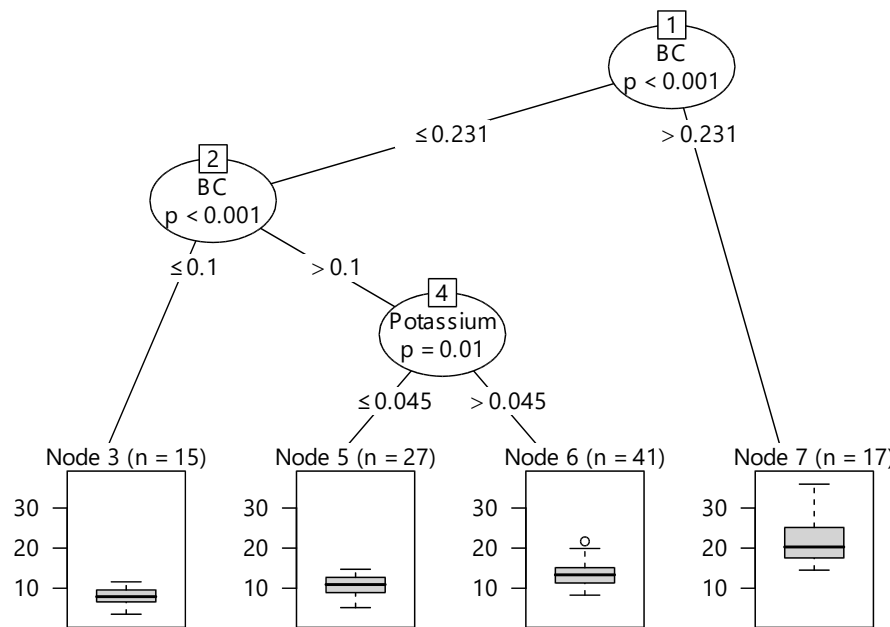 1
BC
p < 0.001
≤ 0.231
> 0.231
2
BC
p < 0.001
≤ 0.1
> 0.1
4
Potassium
p = 0.01
≤ 0.045
> 0.045
Node 3 (n = 15)
10
20
30
Node 5 (n = 27)
10
20
30
Node 6 (n = 41)
10
20
30
Node 7 (n = 17)
10
20
30